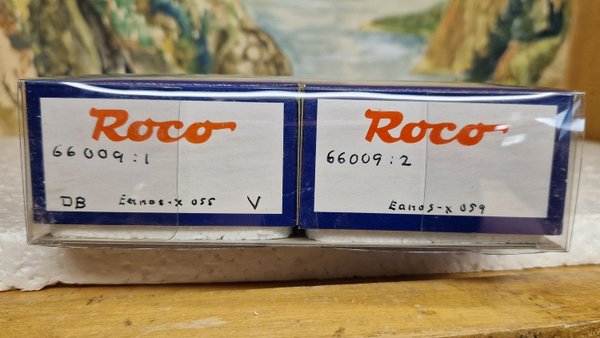 Roco
66009:1
DB Eanos-x 055 V
Roco
66009:2
Eanos-x 059